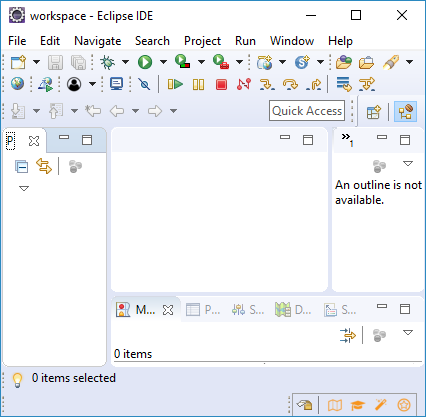 workspace - Eclipse IDE
File Edit Navigate Search Project Run Window Help
Quick Access
P
1
An outline is not
available.
M... P... S... D... S...
0 items
0 items selected